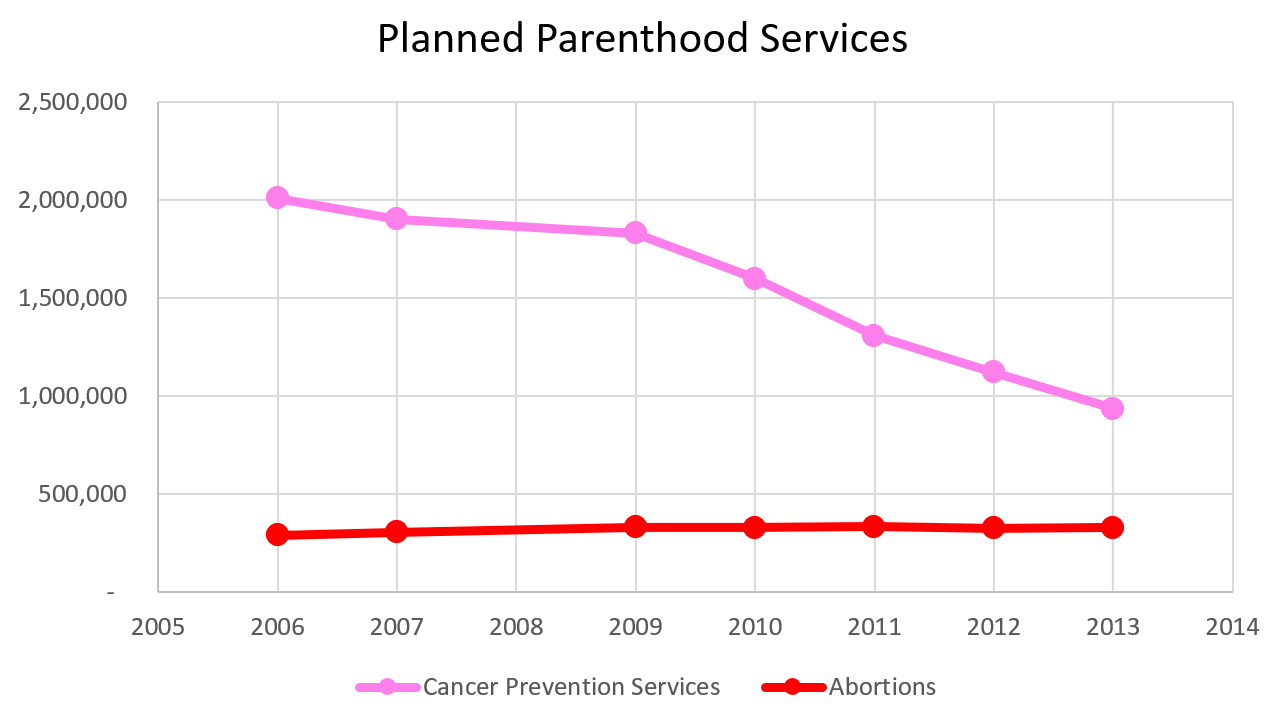 Planned Parenthood Services
2,500,000
2,000,000
1,500,000
1,000,000
500,000
-
2005 2006 2007 2008 2009 2010 2011 2012 2013 2014
Cancer Prevention Services Abortions